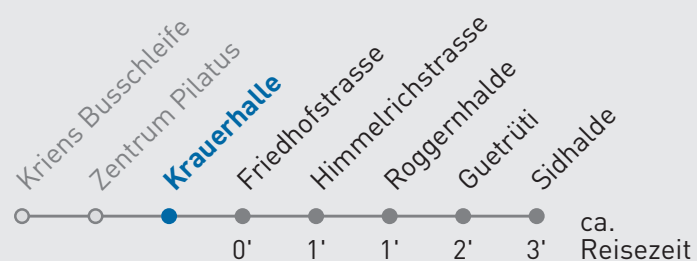 Kriens Busschleife
Zentrum Pilatus
Krauerhalle
Friedhofstrasse
Himmelrichstrasse
Roggernhalde
Guetrüti
Sidhalde
0' 1' 1' 2' 3'
ca.
Reisezeit